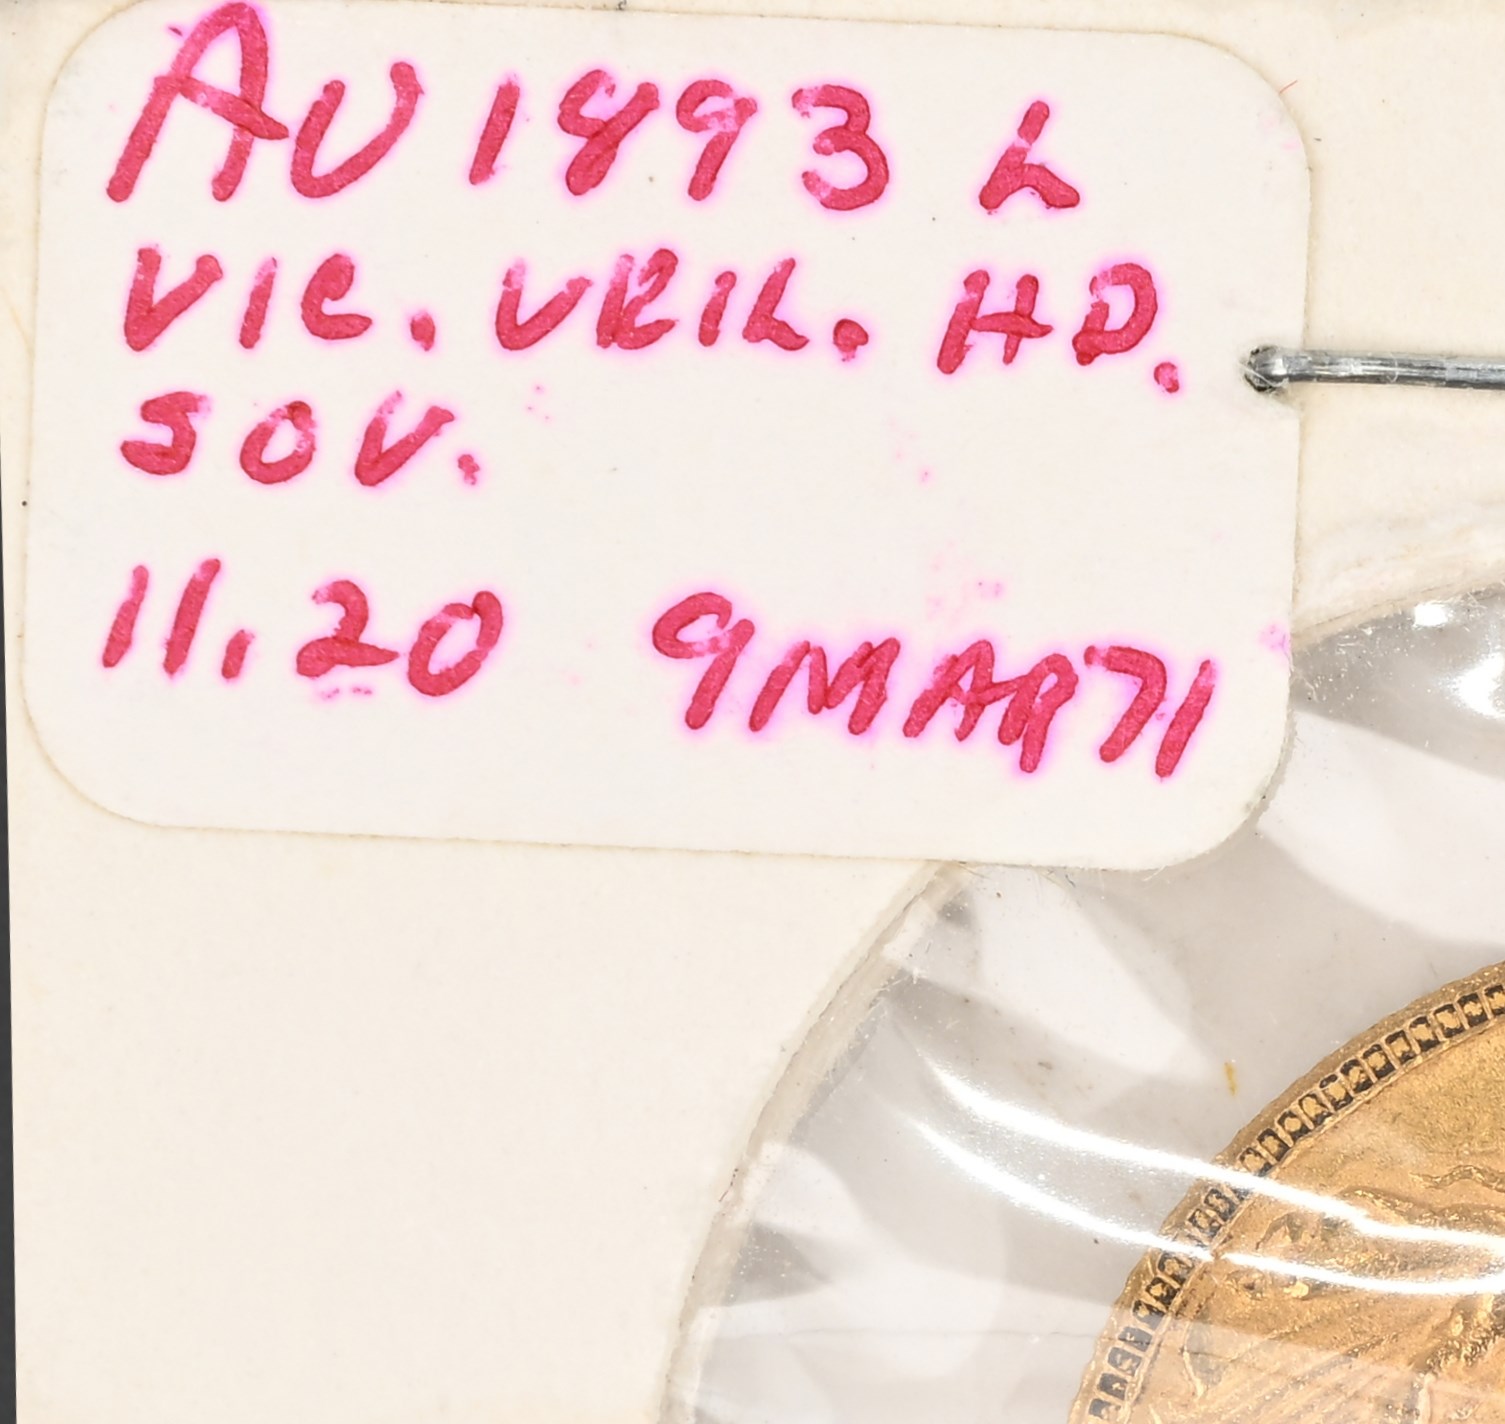 AU 1893 L
VIC. VEIL. HD.
SOV.
11.20 9MAR71